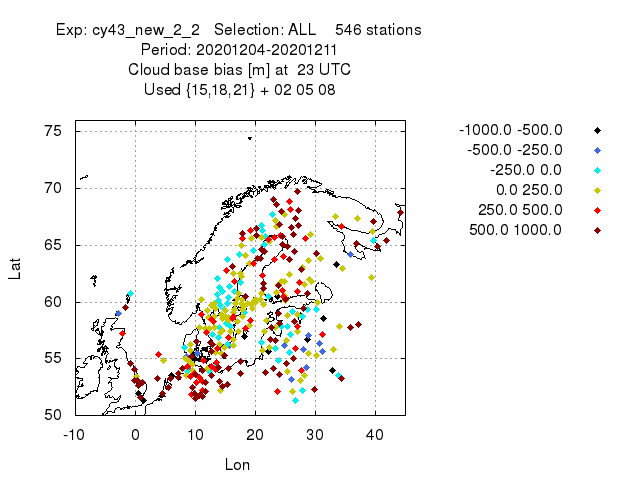 Exp: cy43_new_2_2   Selection: ALL    546 stations
Period: 20201204-20201211
Cloud base bias [m] at  23 UTC
Used {15,18,21} + 02 05 08
-1000.0 -500.0
-500.0 -250.0
-250.0 0.0
0.0 250.0
250.0 500.0
500.0 1000.0
75
70
65
60
55
50
Lat
-10 0 10 20 30 40
Lon